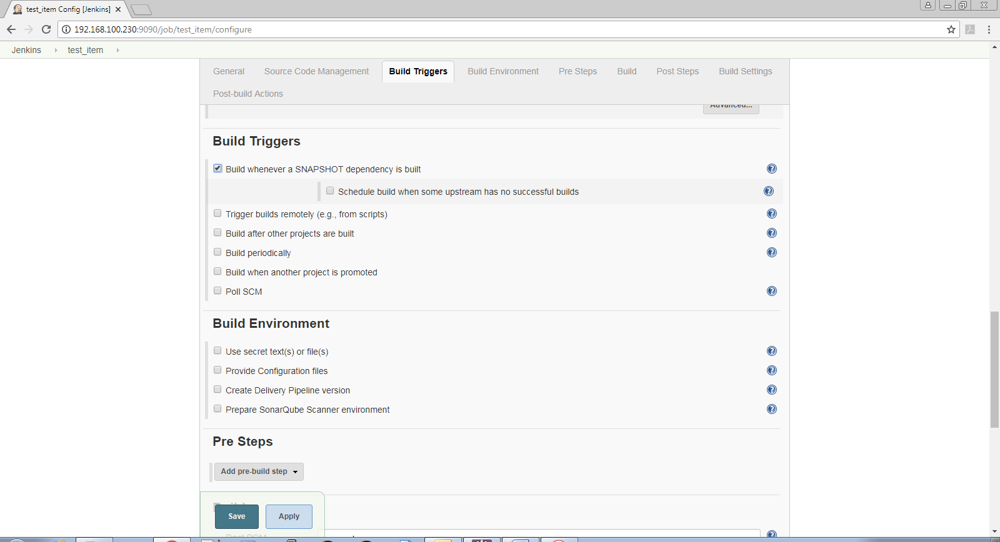 test_item Config [Jenkins]
192.168.100.230:9090/job/test_item/configure
Jenkins test_item
General Source Code Management Build Triggers Build Environment Pre Steps Build Post Steps Build Settings
Post-build Actions
Advanced...
Build Triggers
Build whenever a SNAPSHOT dependency is built
Schedule build when some upstream has no successful builds
Trigger builds remotely (e.g., from scripts)
Build after other projects are built
Build periodically
Build when another project is promoted
Poll SCM
Build Environment
Use secret text(s) or file(s)
Provide Configuration files
Create Delivery Pipeline version
Prepare SonarQube Scanner environment
Pre Steps
Add pre-build step
Build
Save Apply
Root POM